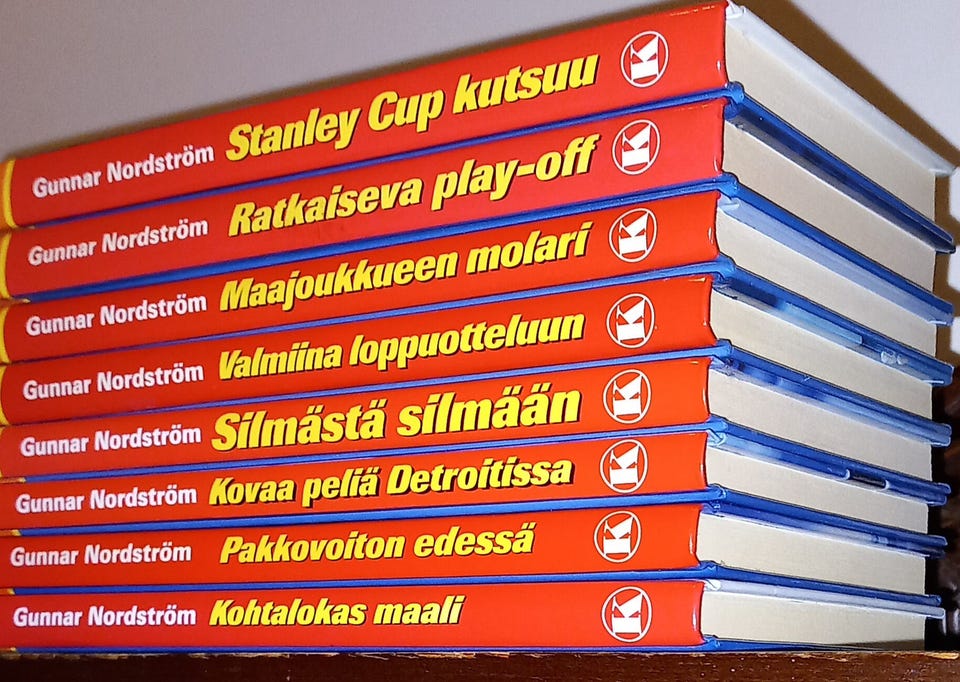 Gunnar Nordström Stanley Cup kutsuu K
Gunnar Nordström Ratkaiseva play-off K
Gunnar Nordström Maajoukkueen molari K
Gunnar Nordström Valmiina loppuotteluun K
Gunnar Nordström Silmästä silmään K
Gunnar Nordström Kovaa peliä Detroitissa K
Gunnar Nordström Pakkovoiton edessä K
Gunnar Nordström Kohtalokas maali K